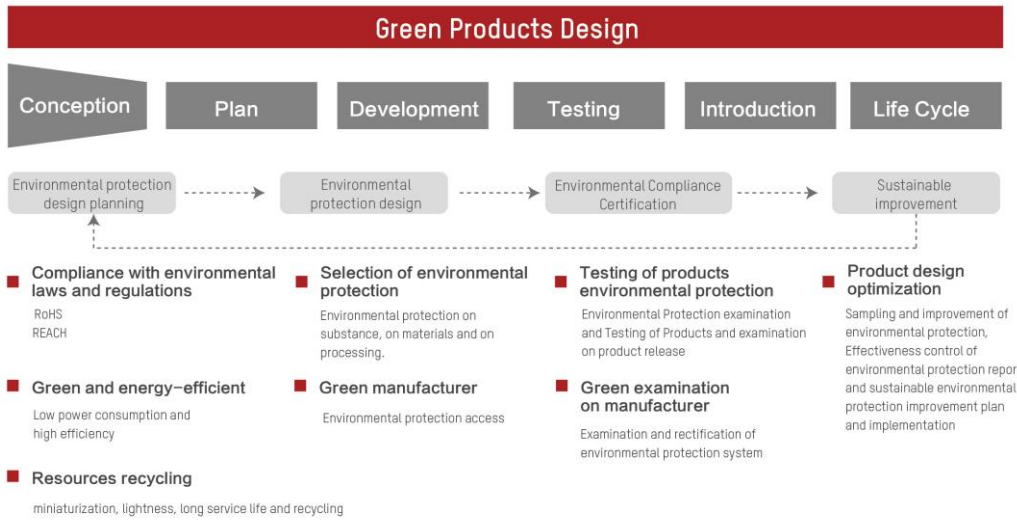 Green Products Design
Conception
Plan
Development
Testing
Introduction
Life Cycle
Environmental protection
design planning
Environmental
protection design
Environmental Compliance
Certification
Sustainable
improvement
Compliance with environmental
laws and regulations
RoHS
REACH
Green and energy-efficient
Low power consumption and
high efficiency
Resources recycling
miniaturization, lightness, long service life and recycling
Selection of environmental
protection
Environmental protection on
substance, on materials and on
processing.
Green manufacturer
Environmental protection access
Testing of products
environmental protection
Environmental Protection examination
and Testing of Products and examination
on product release
Green examination
on manufacturer
Examination and rectification of
environmental protection system
Product design
optimization
Sampling and improvement of
environmental protection,
Effectiveness control of
environmental protection repor
and sustainable environmental
protection improvement plan
and implementation